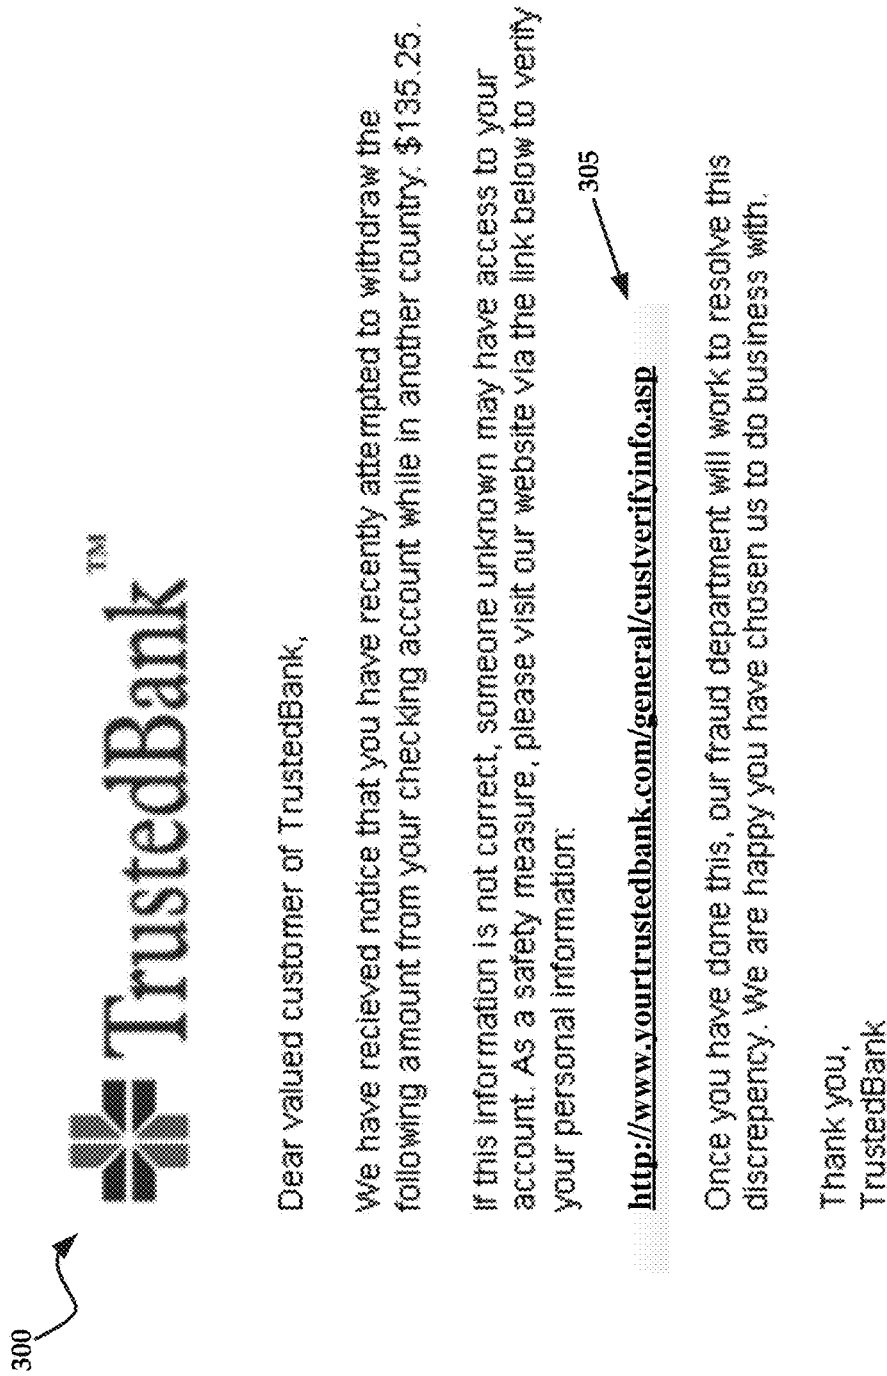 300
TrustedBank™
Dear valued customer of TrustedBank,
We have recieved notice that you have recently attempted to withdraw the
following amount from your checking account while in another country: $135.25.
If this information is not correct, someone unknown may have access to your
account. As a safety measure, please visit our website via the link below to verify
your personal information:
305
http://www.yourtrustedbank.com/general/custverifyinfo.asp
Once you have done this, our fraud department will work to resolve this
discrepency. We are happy you have chosen us to do business with.
Thank you,
TrustedBank